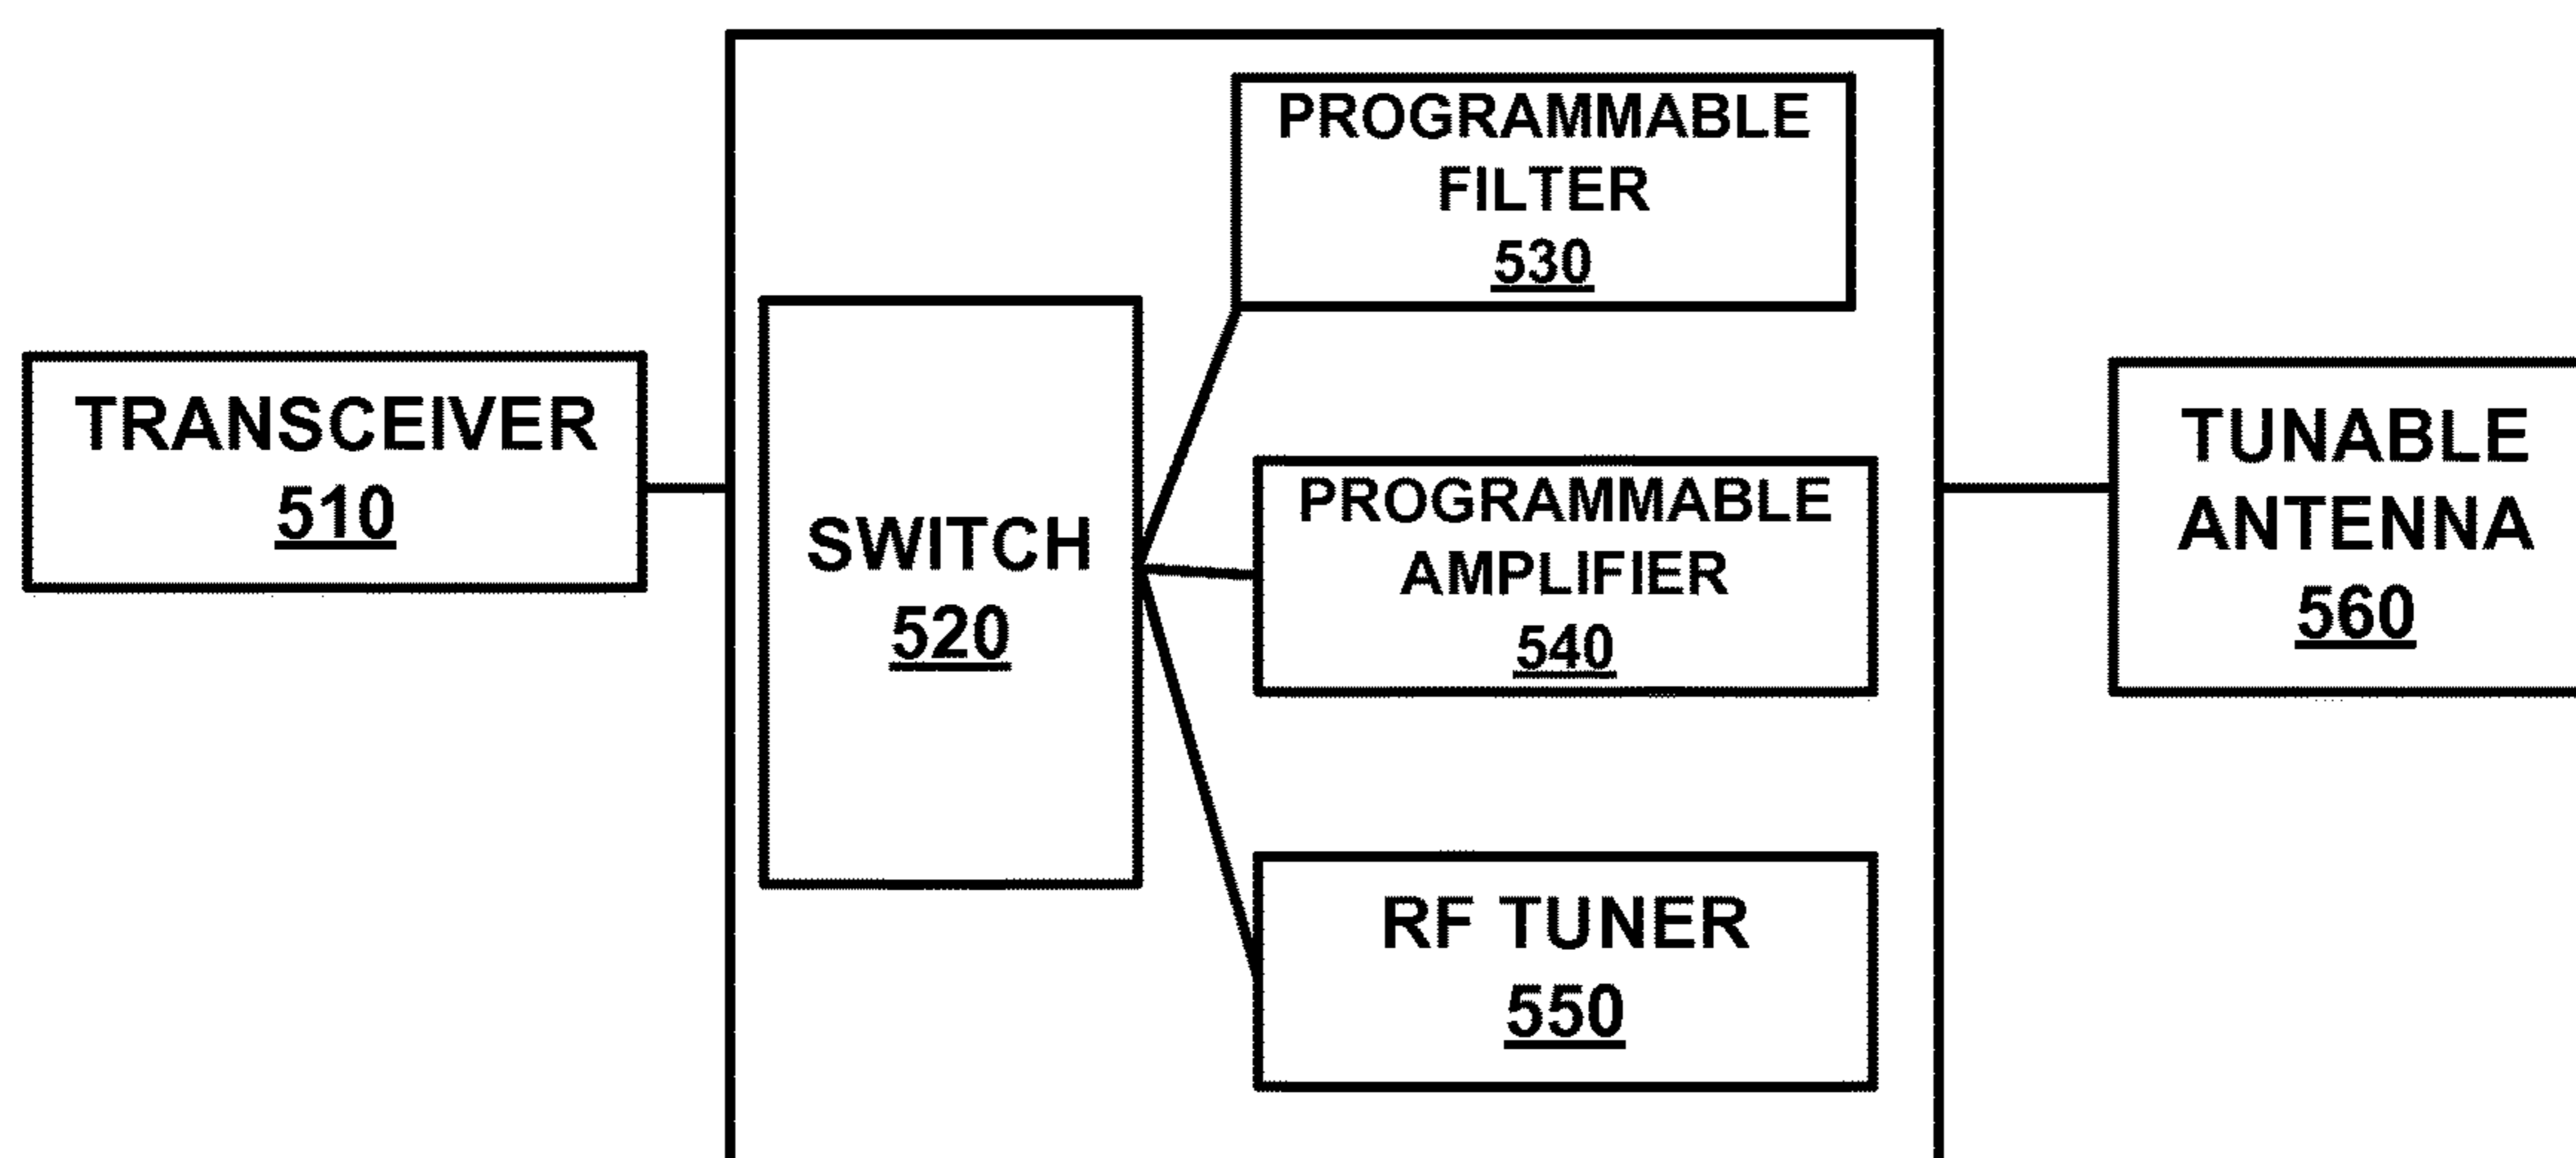 TRANSCEIVER
510
SWITCH
520
PROGRAMMABLE
FILTER
530
PROGRAMMABLE
AMPLIFIER
540
RF TUNER
550
TUNABLE
ANTENNA
560